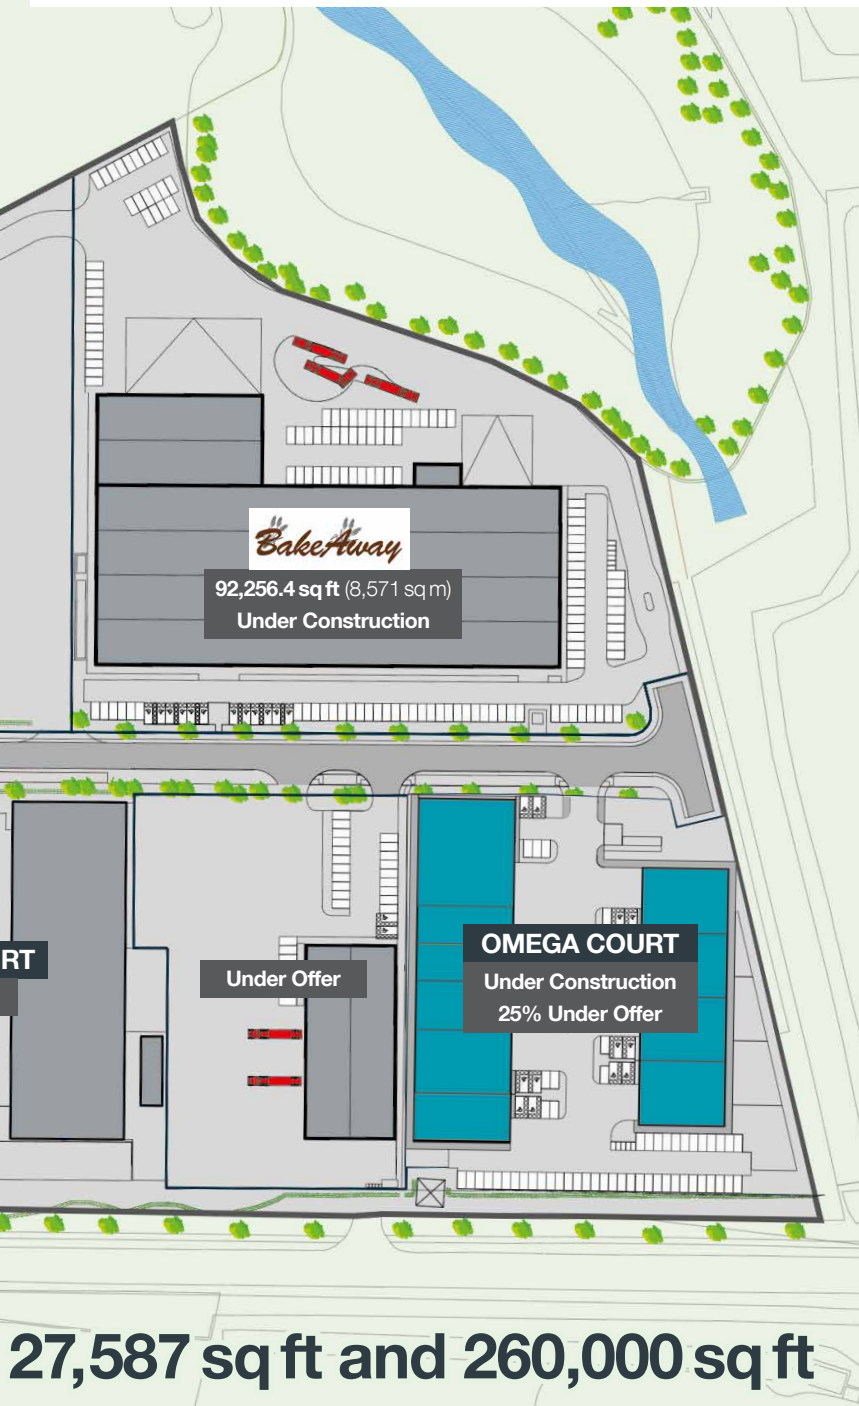 BakeAway
92,256.4 sq ft (8,571 sq m)
Under Construction
RT
Under Offer
OMEGA COURT
Under Construction
25% Under Offer
27,587 sq ft and 260,000 sq ft